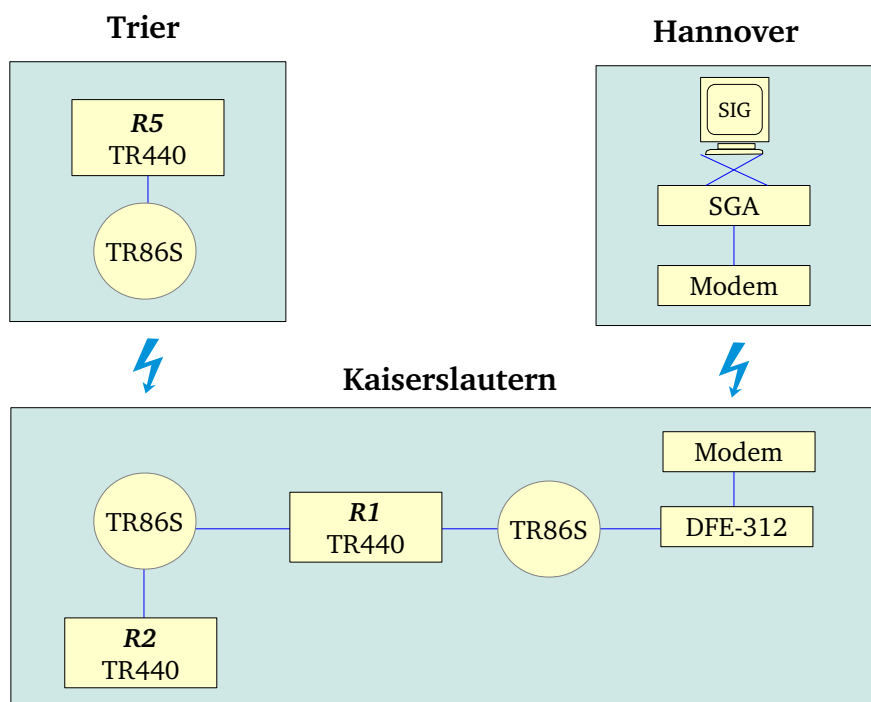 Trier
Hannover
R5
TR440
TR86S
SIG
SGA
Modem
Kaiserslautern
Modem
TR86S
R1
TR440
TR86S
DFE-312
R2
TR440